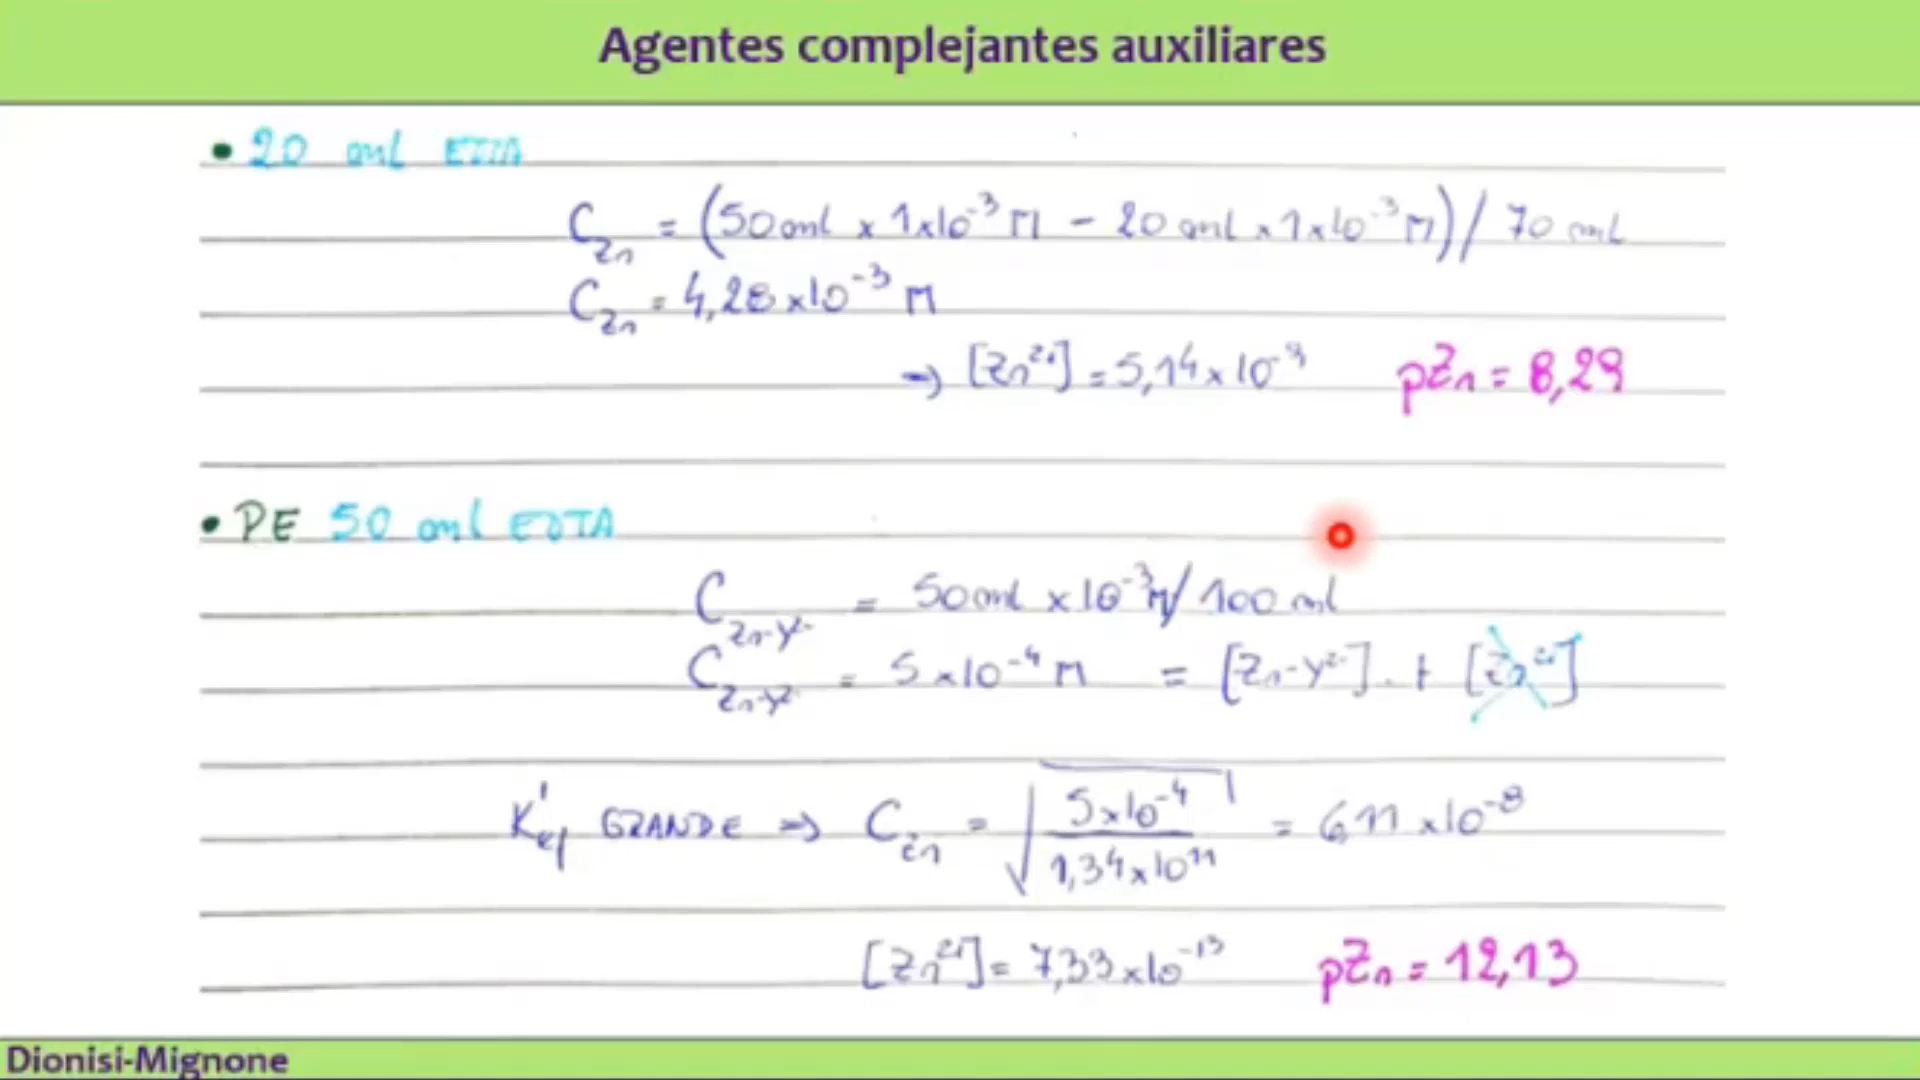 Agentes complejantes auxiliares
• 20 ml EDTA
C_Zn = (50 ml x 1x10⁻³ M - 20 ml x 1x10⁻³ M) / 70 ml
C_Zn = 4,28 x10⁻³ M
→ [Zn²⁺] = 5,14 x 10⁻⁹ pZn = 8,29
• PE 50 ml EDTA
C_Zn-Y²⁻ = 50 ml x 10⁻³ M / 100 ml
C_Zn-Y²⁻ = 5 x10⁻⁴ M = [Zn-Y²⁻] + [Zn²⁺]
K'ef GRANDE ⇒ C_Zn = √(5x10⁻⁴ / 1,34x10¹¹) = 6,11 x10⁻⁸
[Zn²⁺] = 7,33 x10⁻¹³ pZn = 12,13
Dionisi-Mignone